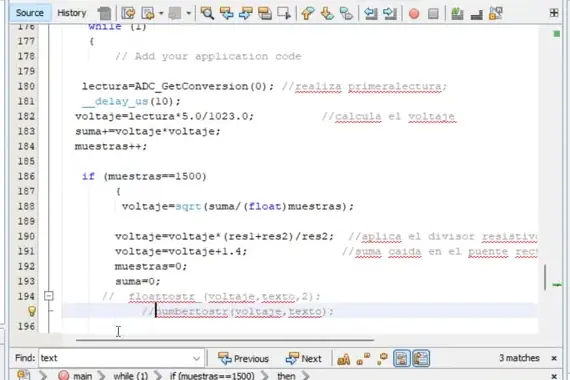 Source History
176 while (1)
177 {
178 // Add your application code
179
180 lectura=ADC_GetConversion(0); //realiza primeralectura;
181 __delay_us(10);
182 voltaje=lectura*5.0/1023.0; //calcula el voltaje
183 suma+=voltaje*voltaje;
184 muestras++;
185
186 if (muestras==1500)
187 {
188 voltaje=sqrt(suma/(float)muestras);
189
190 voltaje=voltaje*(res1+res2)/res2; //aplica el divisor resistiv
191 voltaje=voltaje+1.4; //suma caida en el puente rec
192 muestras=0;
193 suma=0;
194 // floattostr (voltaje,texto,2);
//numbertostr(voltaje,texto);
196
Find: text Previous Next 3 matches
main while (1) if (muestras==1500) then